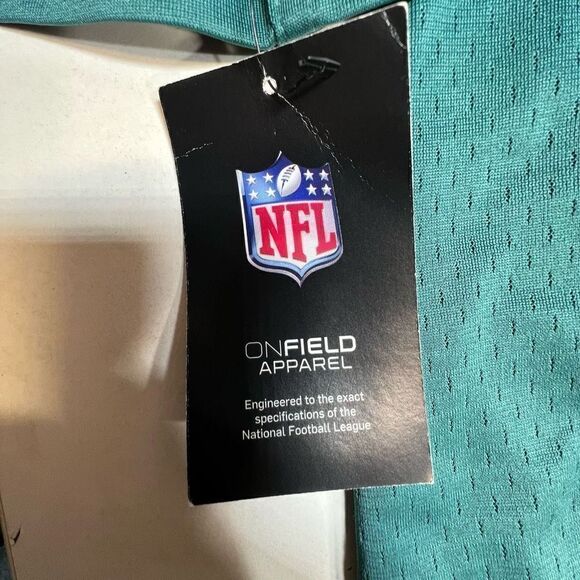 NFL
ONFIELD
APPAREL
Engineered to the exact
specifications of the
National Football League